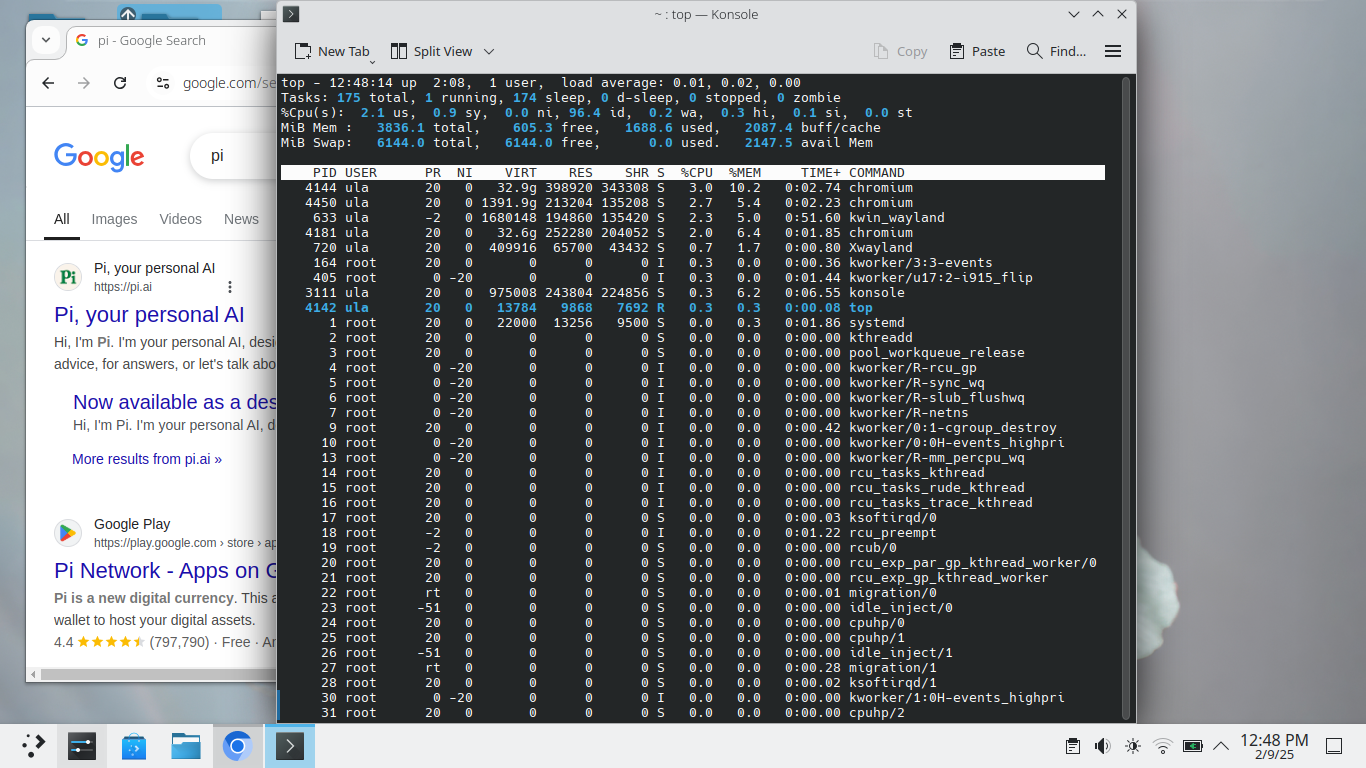 pi - Google Search
google.com/se
Google
pi
All Images Videos News
Pi
Pi, your personal AI
https://pi.ai
Pi, your personal AI
Hi, I'm Pi. I'm your personal AI, desi
advice, for answers, or let's talk abo
Now available as a des
Hi, I'm Pi. I'm your personal AI, d
More results from pi.ai »
Google Play
https://play.google.com › store › ap
Pi Network - Apps on G
Pi is a new digital currency. This a
wallet to host your digital assets.
4.4 ★★★★★ (797,790) · Free · An
~ : top — Konsole
New Tab Split View Copy Paste Find...
top - 12:48:14 up  2:08,  1 user,  load average: 0.01, 0.02, 0.00
Tasks: 175 total, 1 running, 174 sleep, 0 d-sleep, 0 stopped, 0 zombie
%Cpu(s):  2.1 us,  0.9 sy,  0.0 ni, 96.4 id,  0.2 wa,  0.3 hi,  0.1 si,  0.0 st
MiB Mem :   3836.1 total,    605.3 free,   1688.6 used,   2087.4 buff/cache
MiB Swap:   6144.0 total,   6144.0 free,      0.0 used.   2147.5 avail Mem
PID USER PR NI VIRT RES SHR S %CPU %MEM TIME+ COMMAND
4144 ula 20 0 32.9g 398920 343308 S 3.0 10.2 0:02.74 chromium
4450 ula 20 0 1391.9g 213204 135208 S 2.7 5.4 0:02.23 chromium
633 ula -2 0 1680148 194860 135420 S 2.3 5.0 0:51.60 kwin_wayland
4181 ula 20 0 32.6g 252280 204052 S 2.0 6.4 0:01.85 chromium
720 ula 20 0 409916 65700 43432 S 0.7 1.7 0:00.80 Xwayland
164 root 20 0 0 0 0 I 0.3 0.0 0:00.36 kworker/3:3-events
405 root 0 -20 0 0 0 I 0.3 0.0 0:01.44 kworker/u17:2-i915_flip
3111 ula 20 0 975008 243804 224856 S 0.3 6.2 0:06.55 konsole
4142 ula 20 0 13784 9868 7692 R 0.3 0.3 0:00.08 top
1 root 20 0 22000 13256 9500 S 0.0 0.3 0:01.86 systemd
2 root 20 0 0 0 0 S 0.0 0.0 0:00.00 kthreadd
3 root 20 0 0 0 0 S 0.0 0.0 0:00.00 pool_workqueue_release
4 root 0 -20 0 0 0 I 0.0 0.0 0:00.00 kworker/R-rcu_gp
5 root 0 -20 0 0 0 I 0.0 0.0 0:00.00 kworker/R-sync_wq
6 root 0 -20 0 0 0 I 0.0 0.0 0:00.00 kworker/R-slub_flushwq
7 root 0 -20 0 0 0 I 0.0 0.0 0:00.00 kworker/R-netns
9 root 20 0 0 0 0 I 0.0 0.0 0:00.42 kworker/0:1-cgroup_destroy
10 root 0 -20 0 0 0 I 0.0 0.0 0:00.00 kworker/0:0H-events_highpri
13 root 0 -20 0 0 0 I 0.0 0.0 0:00.00 kworker/R-mm_percpu_wq
14 root 20 0 0 0 0 I 0.0 0.0 0:00.00 rcu_tasks_kthread
15 root 20 0 0 0 0 I 0.0 0.0 0:00.00 rcu_tasks_rude_kthread
16 root 20 0 0 0 0 I 0.0 0.0 0:00.00 rcu_tasks_trace_kthread
17 root 20 0 0 0 0 S 0.0 0.0 0:00.03 ksoftirqd/0
18 root -2 0 0 0 0 I 0.0 0.0 0:01.22 rcu_preempt
19 root -2 0 0 0 0 S 0.0 0.0 0:00.00 rcub/0
20 root 20 0 0 0 0 S 0.0 0.0 0:00.00 rcu_exp_par_gp_kthread_worker/0
21 root 20 0 0 0 0 S 0.0 0.0 0:00.00 rcu_exp_gp_kthread_worker
22 root rt 0 0 0 0 S 0.0 0.0 0:00.01 migration/0
23 root -51 0 0 0 0 S 0.0 0.0 0:00.00 idle_inject/0
24 root 20 0 0 0 0 S 0.0 0.0 0:00.00 cpuhp/0
25 root 20 0 0 0 0 S 0.0 0.0 0:00.00 cpuhp/1
26 root -51 0 0 0 0 S 0.0 0.0 0:00.00 idle_inject/1
27 root rt 0 0 0 0 S 0.0 0.0 0:00.28 migration/1
28 root 20 0 0 0 0 S 0.0 0.0 0:00.02 ksoftirqd/1
30 root 0 -20 0 0 0 I 0.0 0.0 0:00.00 kworker/1:0H-events_highpri
31 root 20 0 0 0 0 S 0.0 0.0 0:00.00 cpuhp/2
12:48 PM
2/9/25